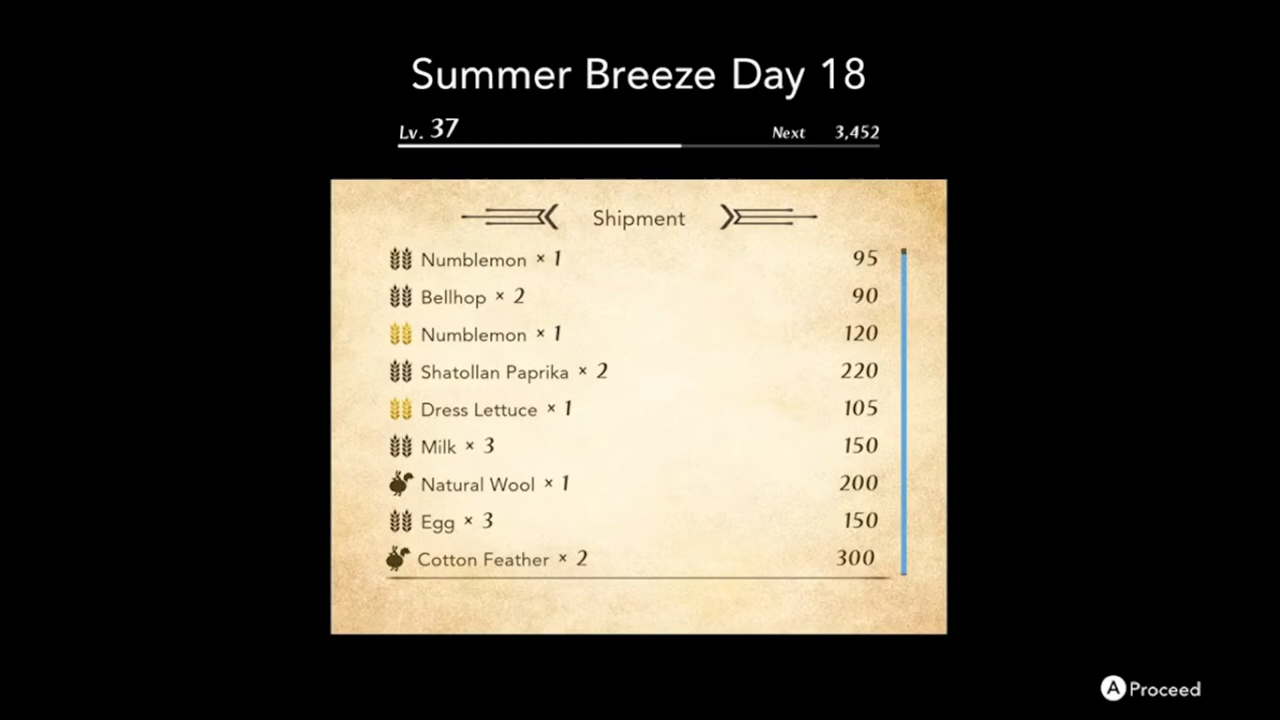 Summer Breeze Day 18
Lv. 37 Next 3,452
Shipment
Numblemon × 1 95
Bellhop × 2 90
Numblemon × 1 120
Shatollan Paprika × 2 220
Dress Lettuce × 1 105
Milk × 3 150
Natural Wool × 1 200
Egg × 3 150
Cotton Feather × 2 300
A Proceed